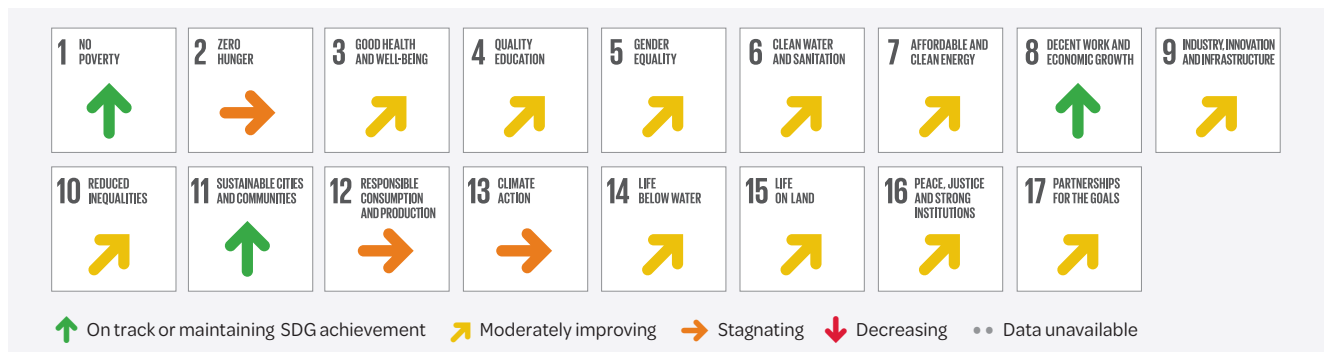 1 NO
POVERTY
2 ZERO
HUNGER
3 GOOD HEALTH
AND WELL-BEING
4 QUALITY
EDUCATION
5 GENDER
EQUALITY
6 CLEAN WATER
AND SANITATION
7 AFFORDABLE AND
CLEAN ENERGY
8 DECENT WORK AND
ECONOMIC GROWTH
9 INDUSTRY, INNOVATION
AND INFRASTRUCTURE
10 REDUCED
INEQUALITIES
11 SUSTAINABLE CITIES
AND COMMUNITIES
12 RESPONSIBLE
CONSUMPTION
AND PRODUCTION
13 CLIMATE
ACTION
14 LIFE
BELOW WATER
15 LIFE
ON LAND
16 PEACE, JUSTICE
AND STRONG
INSTITUTIONS
17 PARTNERSHIPS
FOR THE GOALS
On track or maintaining SDG achievement
Moderately improving
Stagnating
Decreasing
Data unavailable